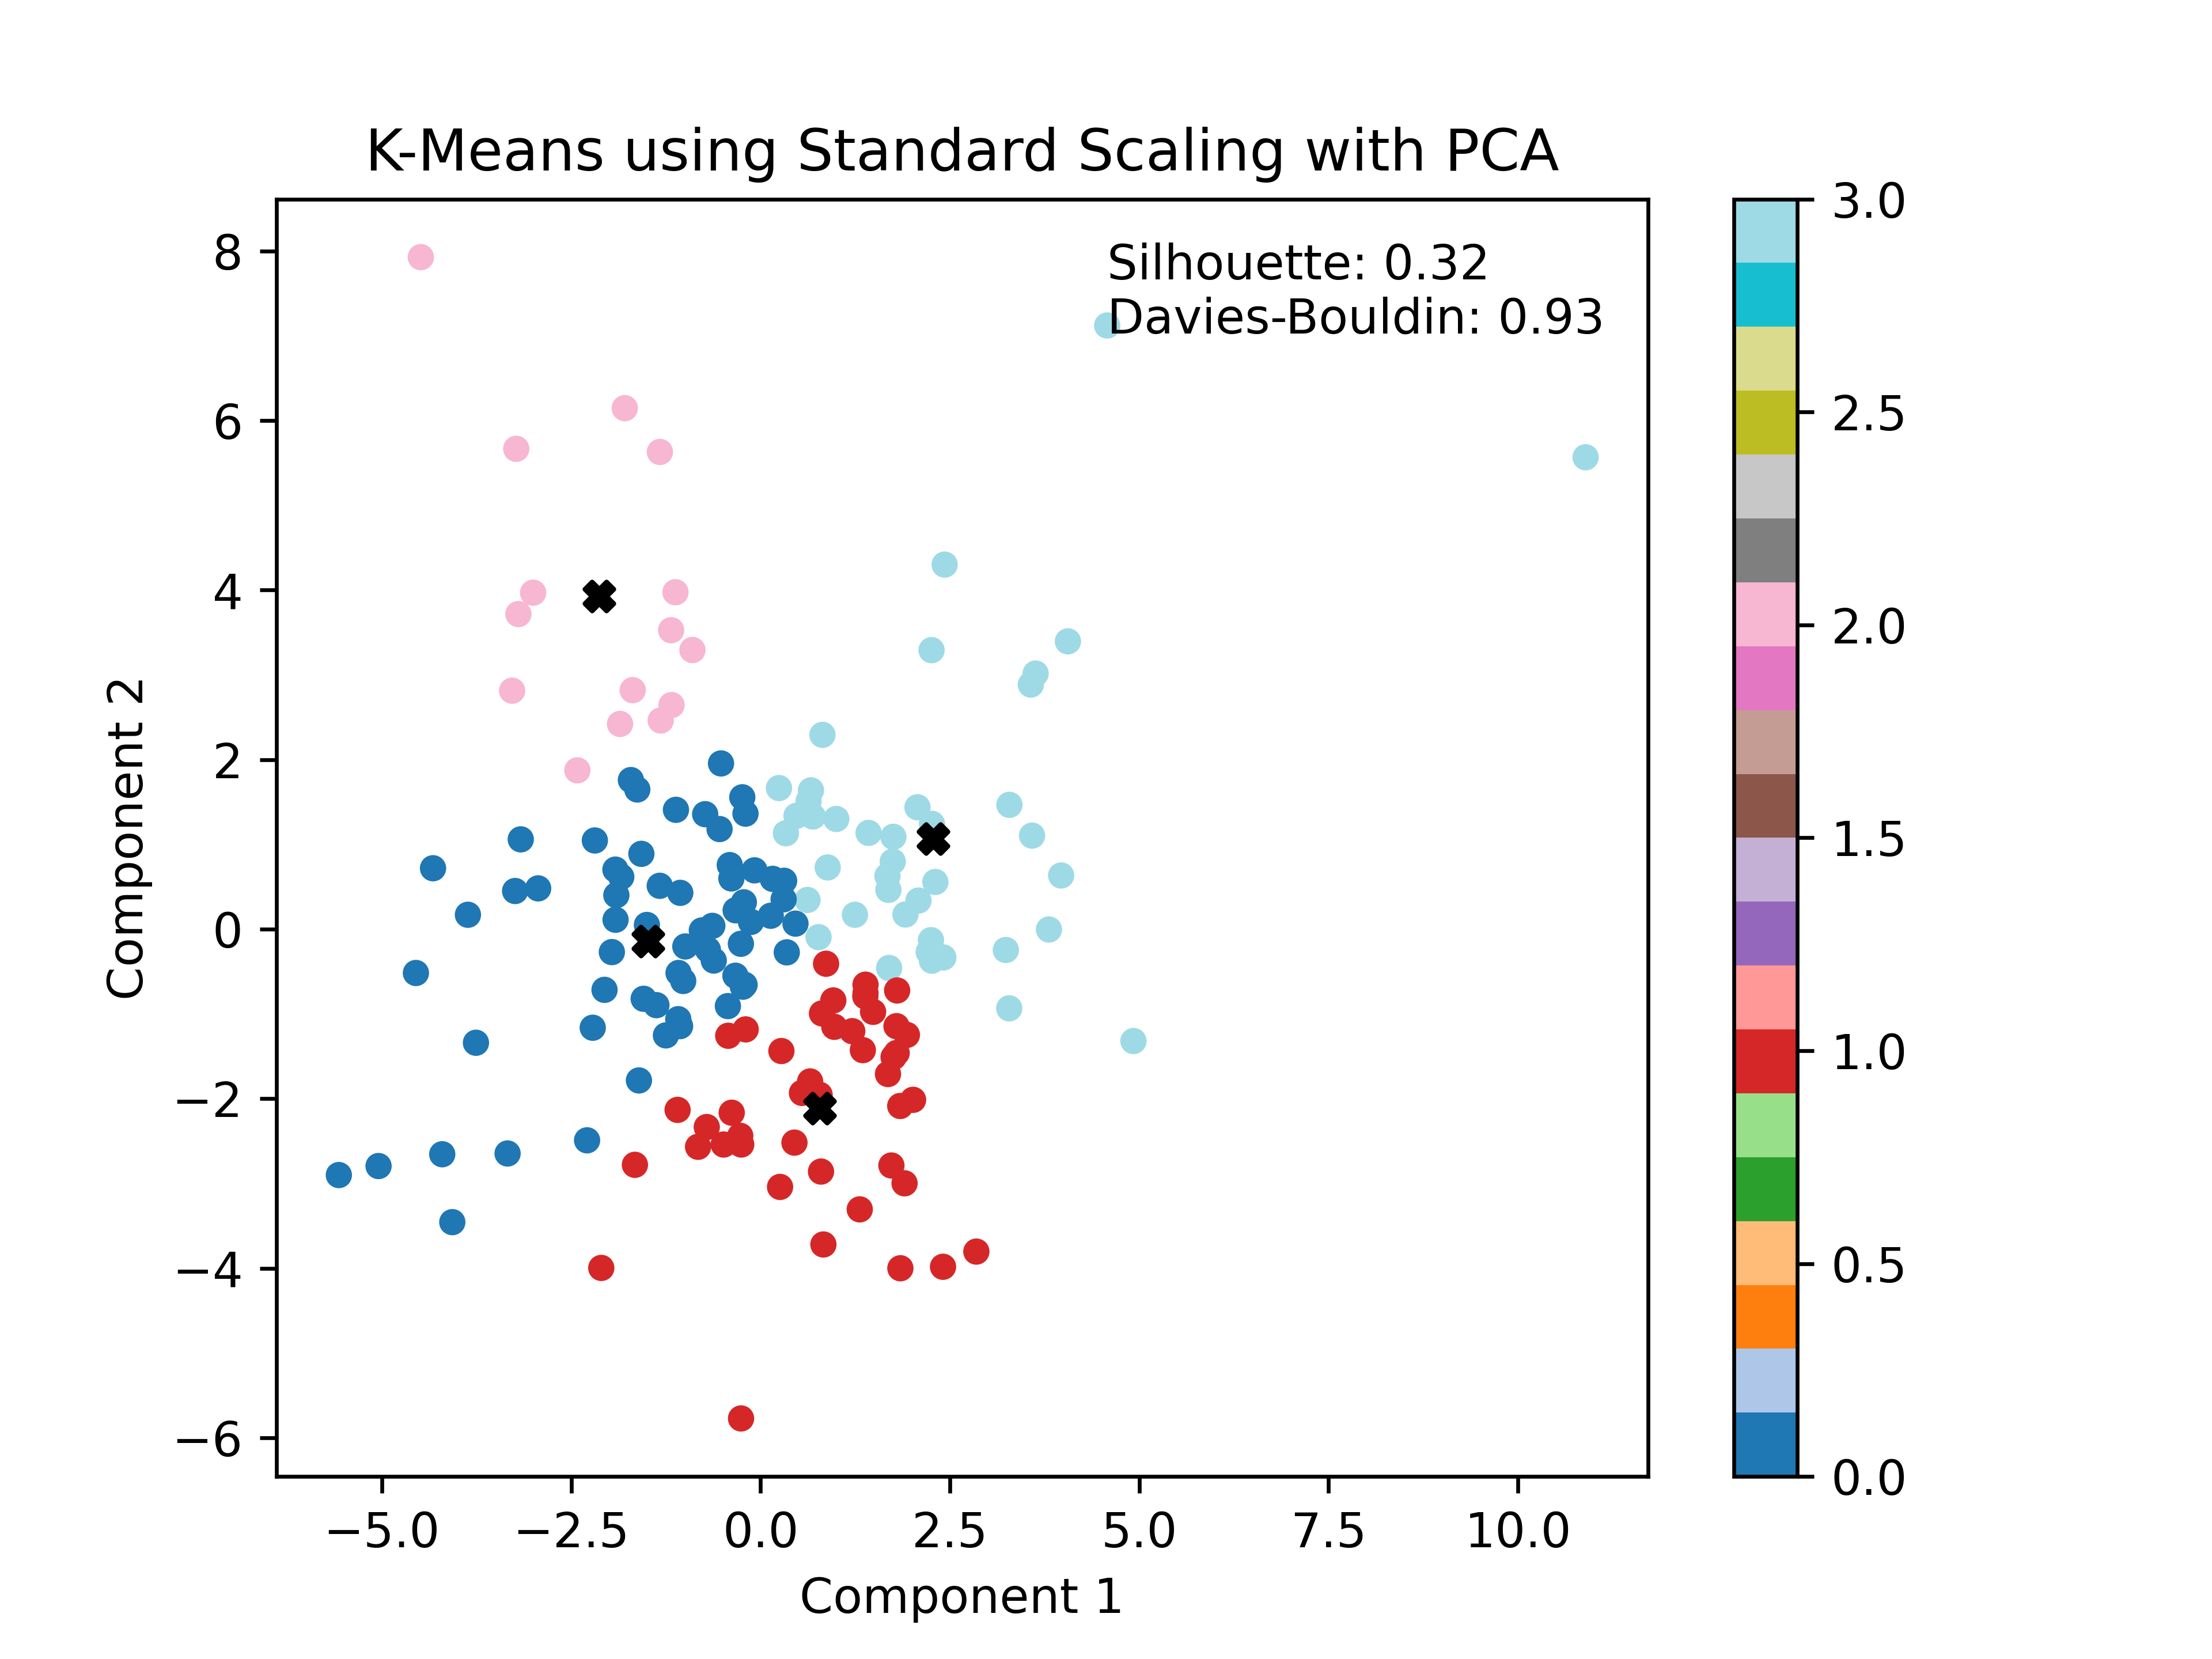 K-Means using Standard Scaling with PCA
Silhouette: 0.32
Davies-Bouldin: 0.93
8
6
4
2
0
−2
−4
−6
Component 2
−5.0 −2.5 0.0 2.5 5.0 7.5 10.0
Component 1
3.0
2.5
2.0
1.5
1.0
0.5
0.0